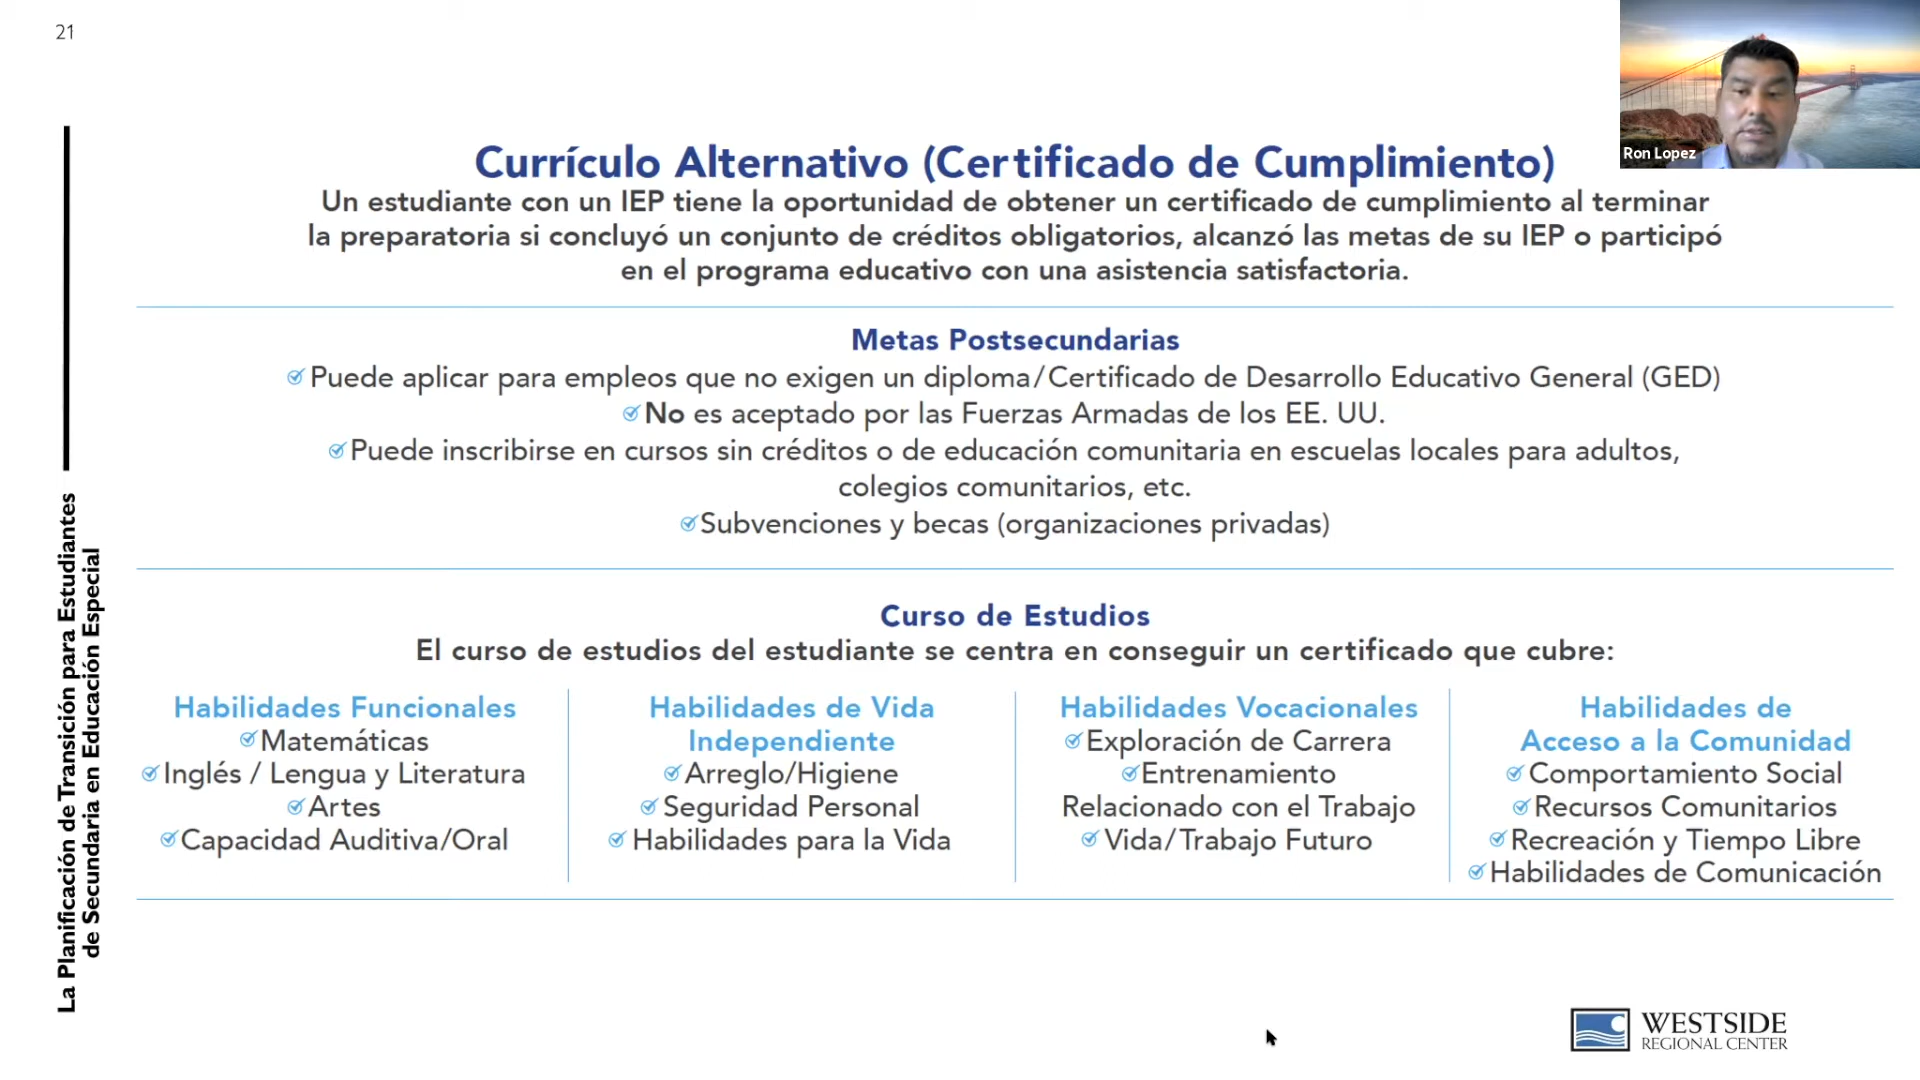 21
Ron Lopez
Currículo Alternativo (Certificado de Cumplimiento)
Un estudiante con un IEP tiene la oportunidad de obtener un certificado de cumplimiento al terminar
la preparatoria si concluyó un conjunto de créditos obligatorios, alcanzó las metas de su IEP o participó
en el programa educativo con una asistencia satisfactoria.
Metas Postsecundarias
Puede aplicar para empleos que no exigen un diploma/Certificado de Desarrollo Educativo General (GED)
No es aceptado por las Fuerzas Armadas de los EE. UU.
Puede inscribirse en cursos sin créditos o de educación comunitaria en escuelas locales para adultos,
colegios comunitarios, etc.
Subvenciones y becas (organizaciones privadas)
Curso de Estudios
El curso de estudios del estudiante se centra en conseguir un certificado que cubre:
Habilidades Funcionales
Matemáticas
Inglés / Lengua y Literatura
Artes
Capacidad Auditiva/Oral
Habilidades de Vida
Independiente
Arreglo/Higiene
Seguridad Personal
Habilidades para la Vida
Habilidades Vocacionales
Exploración de Carrera
Entrenamiento
Relacionado con el Trabajo
Vida/Trabajo Futuro
Habilidades de
Acceso a la Comunidad
Comportamiento Social
Recursos Comunitarios
Recreación y Tiempo Libre
Habilidades de Comunicación
La Planificación de Transición para Estudiantes
de Secundaria en Educación Especial
WESTSIDE
REGIONAL CENTER